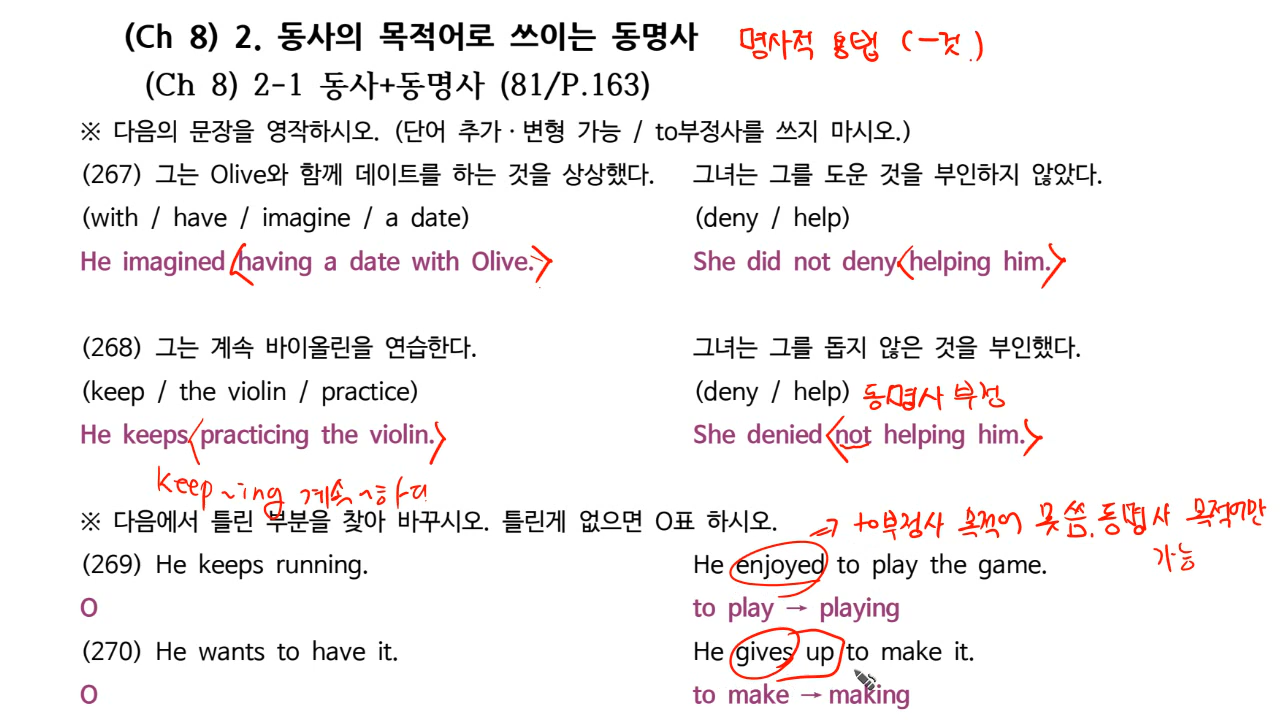 (Ch 8) 2. 동사의 목적어로 쓰이는 동명사 명사적 용법 (~것)
(Ch 8) 2-1 동사+동명사 (81/P.163)
※ 다음의 문장을 영작하시오. (단어 추가·변형 가능 / to부정사를 쓰지 마시오.)
(267) 그는 Olive와 함께 데이트를 하는 것을 상상했다. 그녀는 그를 도운 것을 부인하지 않았다.
(with / have / imagine / a date) (deny / help)
He imagined having a date with Olive. She did not deny helping him.
(268) 그는 계속 바이올린을 연습한다. 그녀는 그를 돕지 않은 것을 부인했다.
(keep / the violin / practice) (deny / help) 동명사 부정
He keeps practicing the violin. She denied not helping him.
keep ~ing 계속 ~하다
※ 다음에서 틀린 부분을 찾아 바꾸시오. 틀린게 없으면 O표 하시오. → to부정사 목적어 못씀. 동명사 목적어만
가능
(269) He keeps running. He enjoyed to play the game.
O to play → playing
(270) He wants to have it. He gives up to make it.
O to make → making